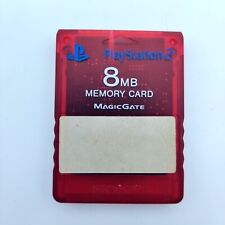 PlayStation 2
8MB
MEMORY CARD
MAGICGATE